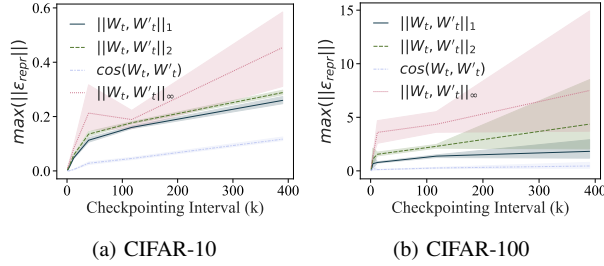 max(||ε_repr||)
0.6
0.4
0.2
0.0
||W_t, W'_t||_1
||W_t, W'_t||_2
cos(W_t, W'_t)
||W_t, W'_t||_∞
0 100 200 300 400
Checkpointing Interval (k)
(a) CIFAR-10
max(||ε_repr||)
15
10
5
0
||W_t, W'_t||_1
||W_t, W'_t||_2
cos(W_t, W'_t)
||W_t, W'_t||_∞
0 100 200 300 400
Checkpointing Interval (k)
(b) CIFAR-100